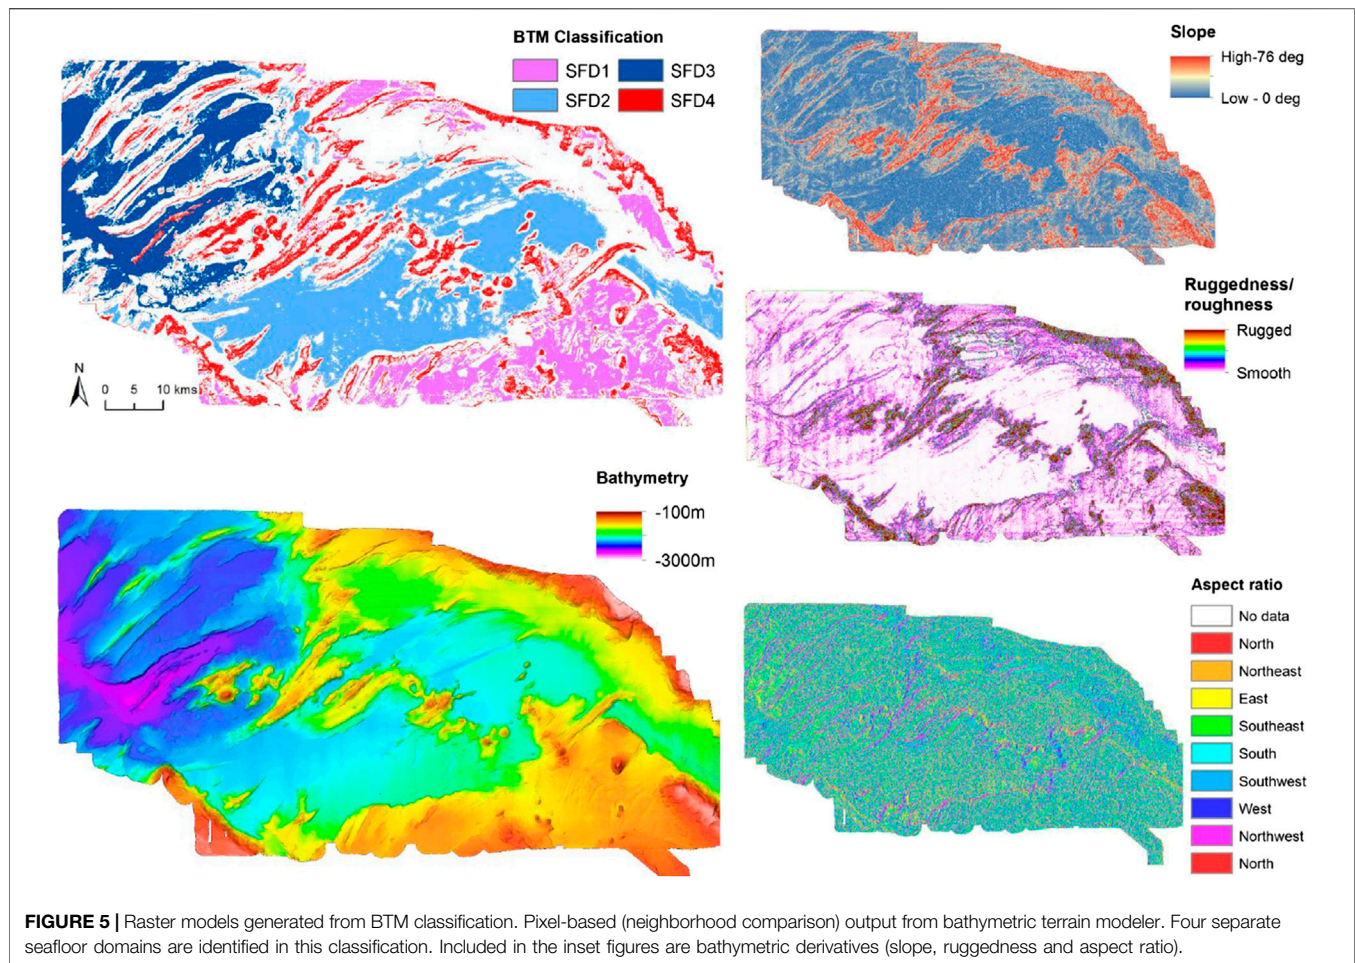 BTM Classification
SFD1
SFD3
SFD2
SFD4
N
0 5 10 kms
Slope
High-76 deg
Low - 0 deg
Ruggedness/
roughness
Rugged
Smooth
Bathymetry
-100m
-3000m
Aspect ratio
No data
North
Northeast
East
Southeast
South
Southwest
West
Northwest
North
FIGURE 5 | Raster models generated from BTM classification. Pixel-based (neighborhood comparison) output from bathymetric terrain modeler. Four separate
seafloor domains are identified in this classification. Included in the inset figures are bathymetric derivatives (slope, ruggedness and aspect ratio).